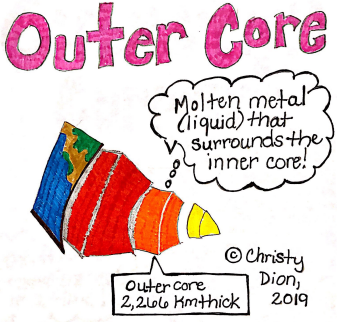 Outer Core
Molten metal
(liquid) that
surrounds the
inner core!
© Christy
Dion,
2019
Outer core
2,266 Km thick